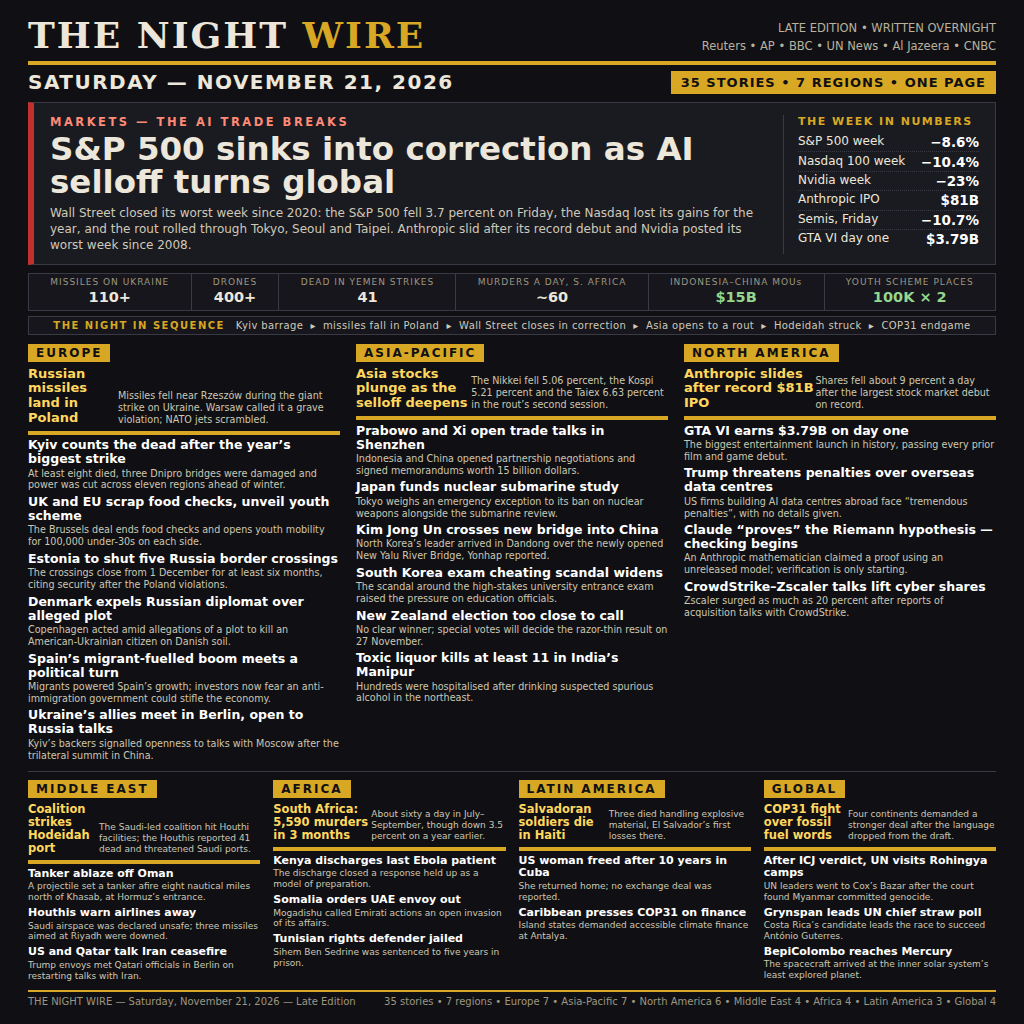 THE NIGHT WIRE
LATE EDITION • WRITTEN OVERNIGHT
Reuters • AP • BBC • UN News • Al Jazeera • CNBC
SATURDAY — NOVEMBER 21, 2026
35 STORIES • 7 REGIONS • ONE PAGE
MARKETS — THE AI TRADE BREAKS
S&P 500 sinks into correction as AI
selloff turns global
Wall Street closed its worst week since 2020: the S&P 500 fell 3.7 percent on Friday, the Nasdaq lost its gains for the
year, and the rout rolled through Tokyo, Seoul and Taipei. Anthropic slid after its record debut and Nvidia posted its
worst week since 2008.
THE WEEK IN NUMBERS
S&P 500 week −8.6%
Nasdaq 100 week −10.4%
Nvidia week −23%
Anthropic IPO $81B
Semis, Friday −10.7%
GTA VI day one $3.79B
MISSILES ON UKRAINE
110+
DRONES
400+
DEAD IN YEMEN STRIKES
41
MURDERS A DAY, S. AFRICA
~60
INDONESIA–CHINA MOUs
$15B
YOUTH SCHEME PLACES
100K × 2
THE NIGHT IN SEQUENCE Kyiv barrage ▸ missiles fall in Poland ▸ Wall Street closes in correction ▸ Asia opens to a rout ▸ Hodeidah struck ▸ COP31 endgame
EUROPE
Russian
missiles
land in
Poland
Missiles fell near Rzeszów during the giant
strike on Ukraine. Warsaw called it a grave
violation; NATO jets scrambled.
Kyiv counts the dead after the year’s
biggest strike
At least eight died, three Dnipro bridges were damaged and
power was cut across eleven regions ahead of winter.
UK and EU scrap food checks, unveil youth
scheme
The Brussels deal ends food checks and opens youth mobility
for 100,000 under-30s on each side.
Estonia to shut five Russia border crossings
The crossings close from 1 December for at least six months,
citing security after the Poland violations.
Denmark expels Russian diplomat over
alleged plot
Copenhagen acted amid allegations of a plot to kill an
American-Ukrainian citizen on Danish soil.
Spain’s migrant-fuelled boom meets a
political turn
Migrants powered Spain’s growth; investors now fear an anti-
immigration government could stifle the economy.
Ukraine’s allies meet in Berlin, open to
Russia talks
Kyiv’s backers signalled openness to talks with Moscow after the
trilateral summit in China.
ASIA-PACIFIC
Asia stocks
plunge as the
selloff deepens
The Nikkei fell 5.06 percent, the Kospi
5.21 percent and the Taiex 6.63 percent
in the rout’s second session.
Prabowo and Xi open trade talks in
Shenzhen
Indonesia and China opened partnership negotiations and
signed memorandums worth 15 billion dollars.
Japan funds nuclear submarine study
Tokyo weighs an emergency exception to its ban on nuclear
weapons alongside the submarine review.
Kim Jong Un crosses new bridge into China
North Korea’s leader arrived in Dandong over the newly opened
New Yalu River Bridge, Yonhap reported.
South Korea exam cheating scandal widens
The scandal around the high-stakes university entrance exam
raised the pressure on education officials.
New Zealand election too close to call
No clear winner; special votes will decide the razor-thin result on
27 November.
Toxic liquor kills at least 11 in India’s
Manipur
Hundreds were hospitalised after drinking suspected spurious
alcohol in the northeast.
NORTH AMERICA
Anthropic slides
after record $81B
IPO
Shares fell about 9 percent a day
after the largest stock market debut
on record.
GTA VI earns $3.79B on day one
The biggest entertainment launch in history, passing every prior
film and game debut.
Trump threatens penalties over overseas
data centres
US firms building AI data centres abroad face “tremendous
penalties”, with no details given.
Claude “proves” the Riemann hypothesis —
checking begins
An Anthropic mathematician claimed a proof using an
unreleased model; verification is only starting.
CrowdStrike–Zscaler talks lift cyber shares
Zscaler surged as much as 20 percent after reports of
acquisition talks with CrowdStrike.
MIDDLE EAST
Coalition
strikes
Hodeidah
port
The Saudi-led coalition hit Houthi
facilities; the Houthis reported 41
dead and threatened Saudi ports.
Tanker ablaze off Oman
A projectile set a tanker afire eight nautical miles
north of Khasab, at Hormuz’s entrance.
Houthis warn airlines away
Saudi airspace was declared unsafe; three missiles
aimed at Riyadh were downed.
US and Qatar talk Iran ceasefire
Trump envoys met Qatari officials in Berlin on
restarting talks with Iran.
AFRICA
South Africa:
5,590 murders
in 3 months
About sixty a day in July–
September, though down 3.5
percent on a year earlier.
Kenya discharges last Ebola patient
The discharge closed a response held up as a
model of preparation.
Somalia orders UAE envoy out
Mogadishu called Emirati actions an open invasion
of its affairs.
Tunisian rights defender jailed
Sihem Ben Sedrine was sentenced to five years in
prison.
LATIN AMERICA
Salvadoran
soldiers die
in Haiti
Three died handling explosive
material, El Salvador’s first
losses there.
US woman freed after 10 years in
Cuba
She returned home; no exchange deal was
reported.
Caribbean presses COP31 on finance
Island states demanded accessible climate finance
at Antalya.
GLOBAL
COP31 fight
over fossil
fuel words
Four continents demanded a
stronger deal after the language
dropped from the draft.
After ICJ verdict, UN visits Rohingya
camps
UN leaders went to Cox’s Bazar after the court
found Myanmar committed genocide.
Grynspan leads UN chief straw poll
Costa Rica’s candidate leads the race to succeed
António Guterres.
BepiColombo reaches Mercury
The spacecraft arrived at the inner solar system’s
least explored planet.
THE NIGHT WIRE — Saturday, November 21, 2026 — Late Edition
35 stories • 7 regions • Europe 7 • Asia-Pacific 7 • North America 6 • Middle East 4 • Africa 4 • Latin America 3 • Global 4